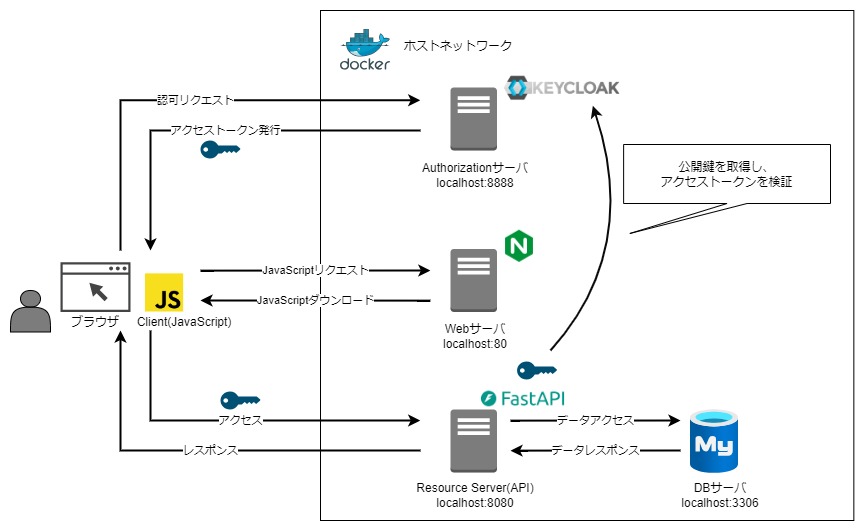 docker
ホストネットワーク
KEYCLOAK
認可リクエスト
アクセストークン発行
Authorizationサーバ
localhost:8888
公開鍵を取得し、
アクセストークンを検証
N
JS
JavaScriptリクエスト
JavaScriptダウンロード
ブラウザ
Client(JavaScript)
Webサーバ
localhost:80
FastAPI
アクセス
データアクセス
My
レスポンス
データレスポンス
Resource Server(API)
localhost:8080
DBサーバ
localhost:3306